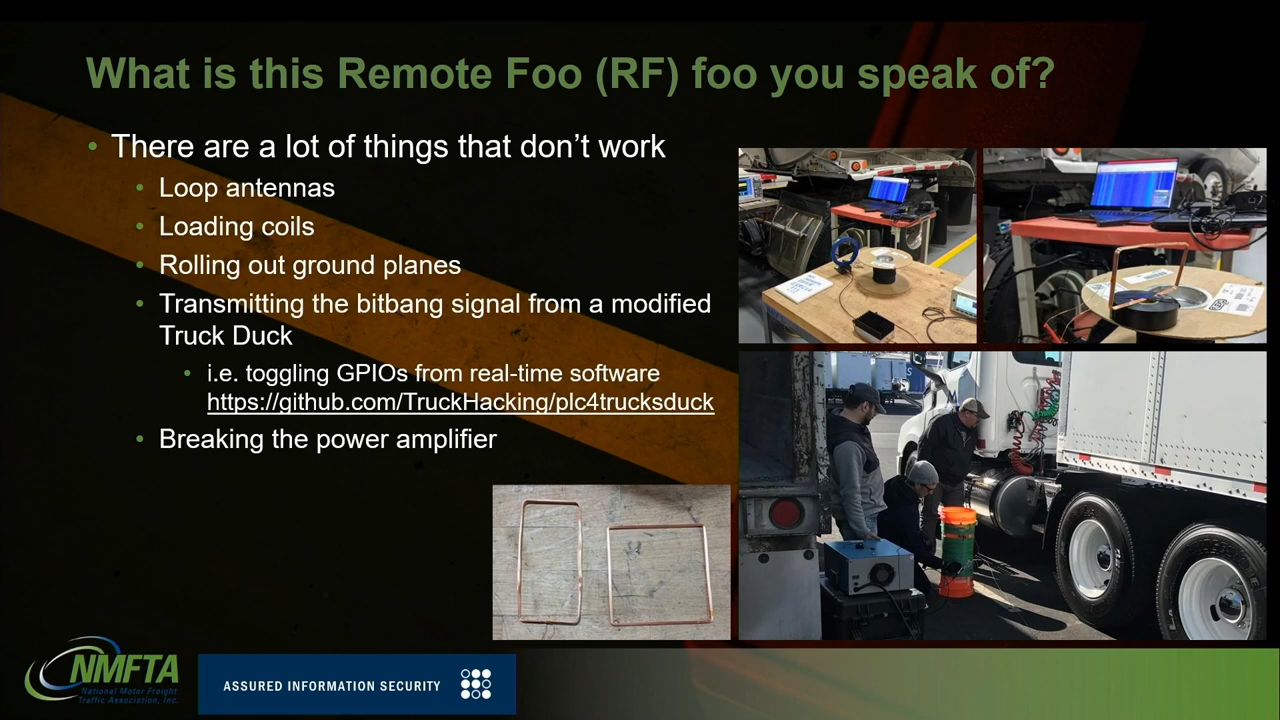 What is this Remote Foo (RF) foo you speak of?
• There are a lot of things that don’t work
• Loop antennas
• Loading coils
• Rolling out ground planes
• Transmitting the bitbang signal from a modified
Truck Duck
• i.e. toggling GPIOs from real-time software
https://github.com/TruckHacking/plc4trucksduck
• Breaking the power amplifier
NMFTA
National Motor Freight
Traffic Association, Inc.
ASSURED INFORMATION SECURITY